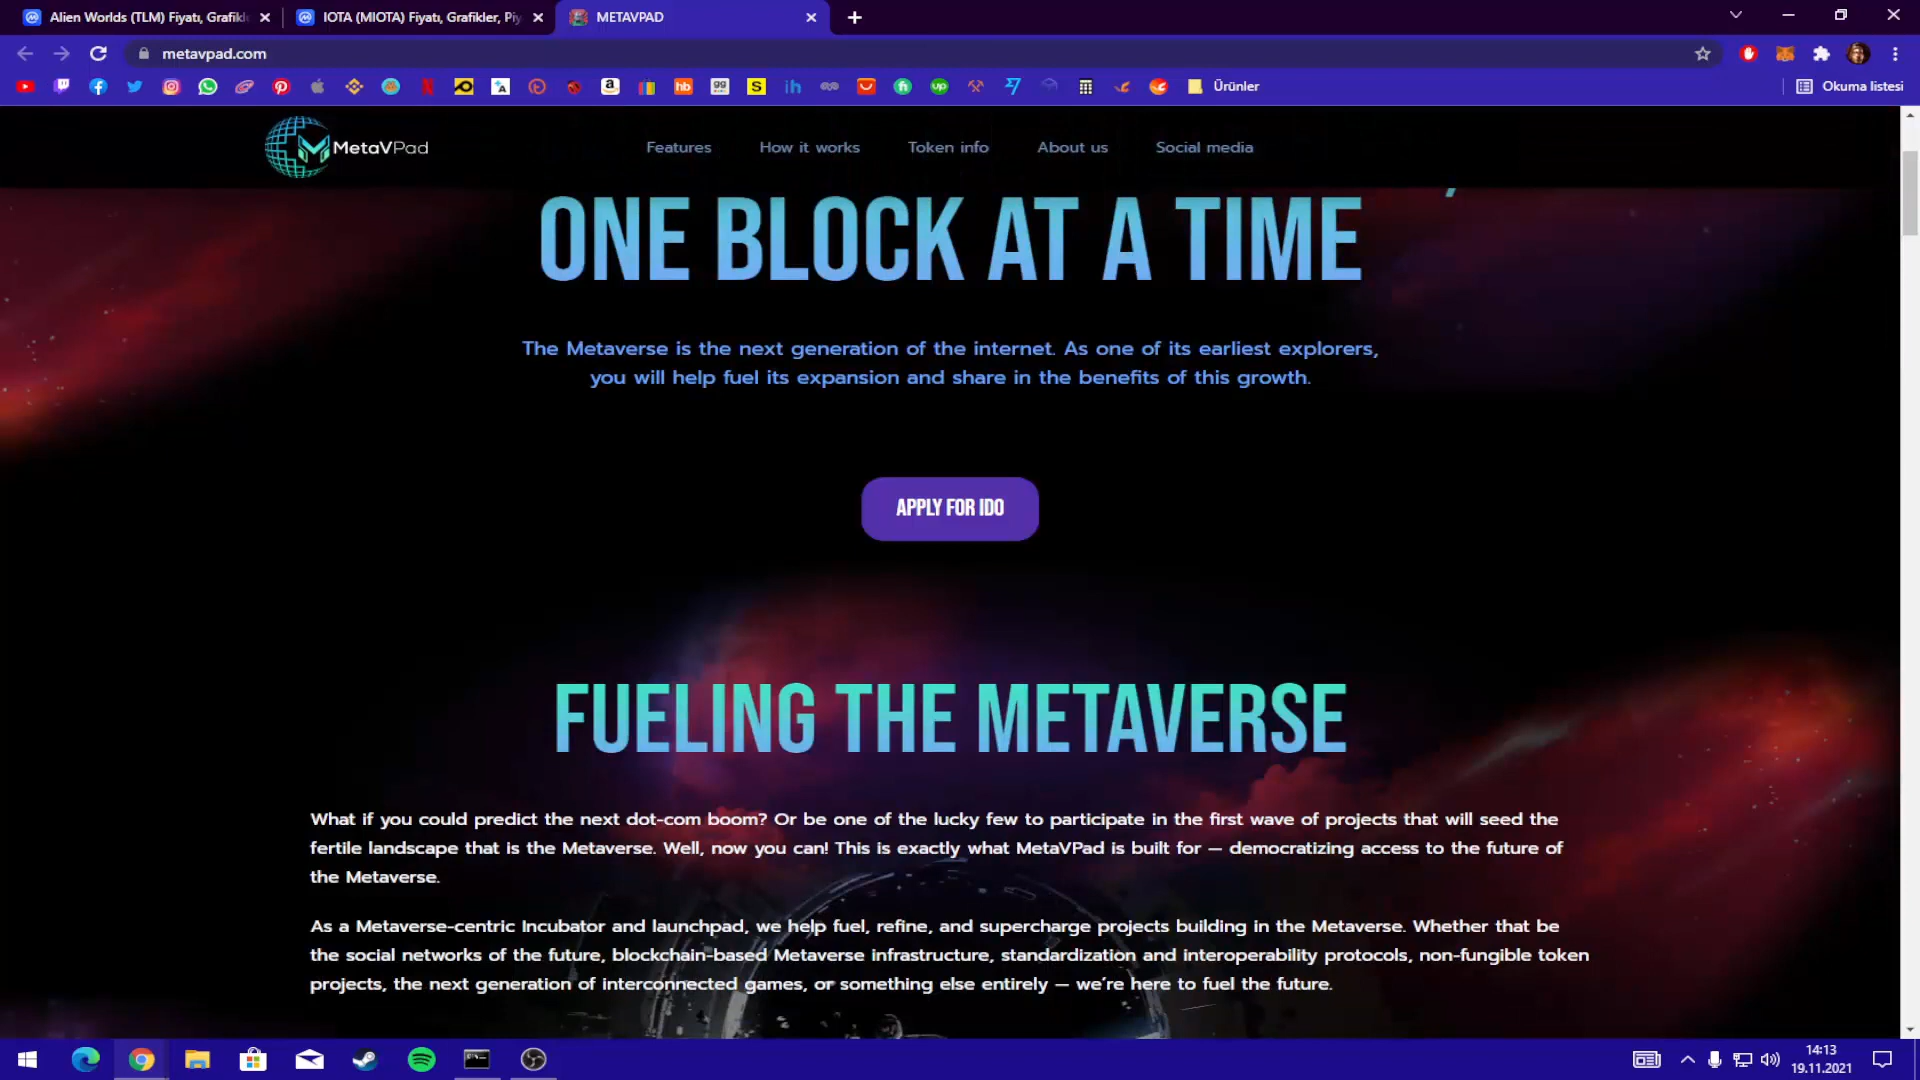 Alien Worlds (TLM) Fiyatı, Grafikl
IOTA (MIOTA) Fiyatı, Grafikler, Piy
METAVPAD
metavpad.com
hb
gg
S
ih
fi
up
Ürünler
Okuma listesi
MetaVPad
Features
How it works
Token info
About us
Social media
ONE BLOCK AT A TIME
The Metaverse is the next generation of the internet. As one of its earliest explorers,
you will help fuel its expansion and share in the benefits of this growth.
APPLY FOR IDO
FUELING THE METAVERSE
What if you could predict the next dot-com boom? Or be one of the lucky few to participate in the first wave of projects that will seed the
fertile landscape that is the Metaverse. Well, now you can! This is exactly what MetaVPad is built for — democratizing access to the future of
the Metaverse.
As a Metaverse-centric Incubator and launchpad, we help fuel, refine, and supercharge projects building in the Metaverse. Whether that be
the social networks of the future, blockchain-based Metaverse infrastructure, standardization and interoperability protocols, non-fungible token
projects, the next generation of interconnected games, or something else entirely — we’re here to fuel the future.
14:13
19.11.2021